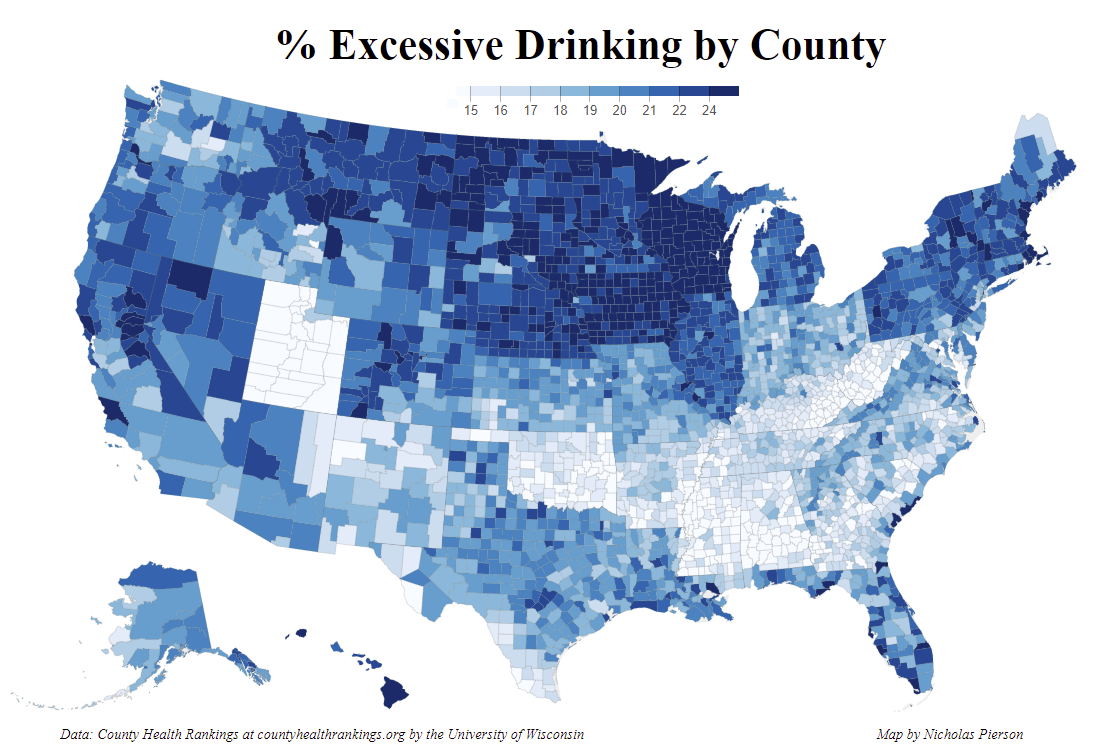 % Excessive Drinking by County
15 16 17 18 19 20 21 22 24
Data: County Health Rankings at countyhealthrankings.org by the University of Wisconsin
Map by Nicholas Pierson